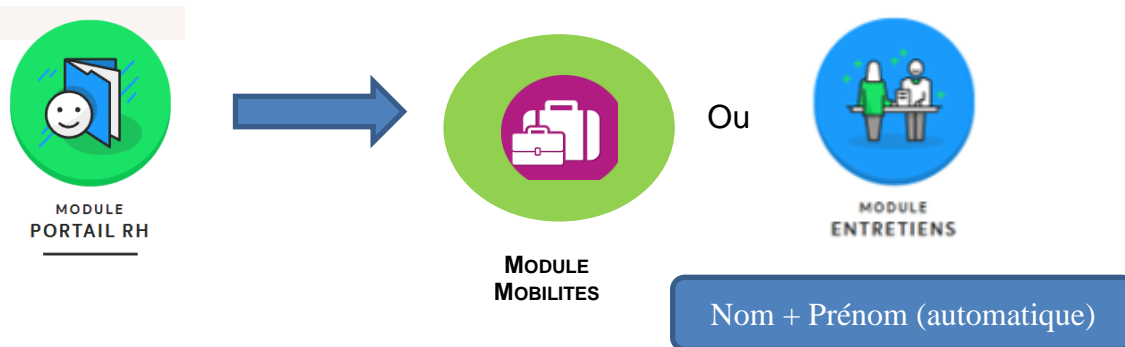 MODULE
PORTAIL RH
MODULE
MOBILITES
Ou
MODULE
ENTRETIENS
Nom + Prénom (automatique)